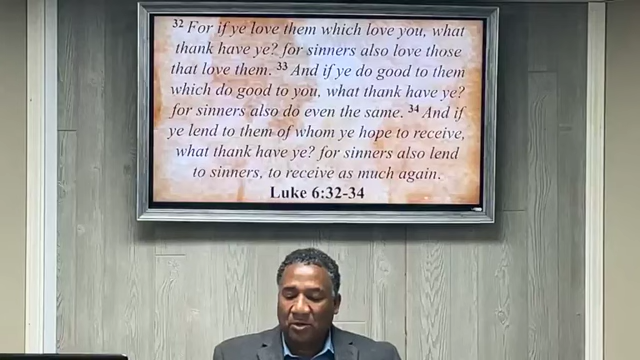 32 For if ye love them which love you, what
thank have ye? for sinners also love those
that love them. 33 And if ye do good to them
which do good to you, what thank have ye?
for sinners also do even the same. 34 And if
ye lend to them of whom ye hope to receive,
what thank have ye? for sinners also lend
to sinners, to receive as much again.
Luke 6:32-34